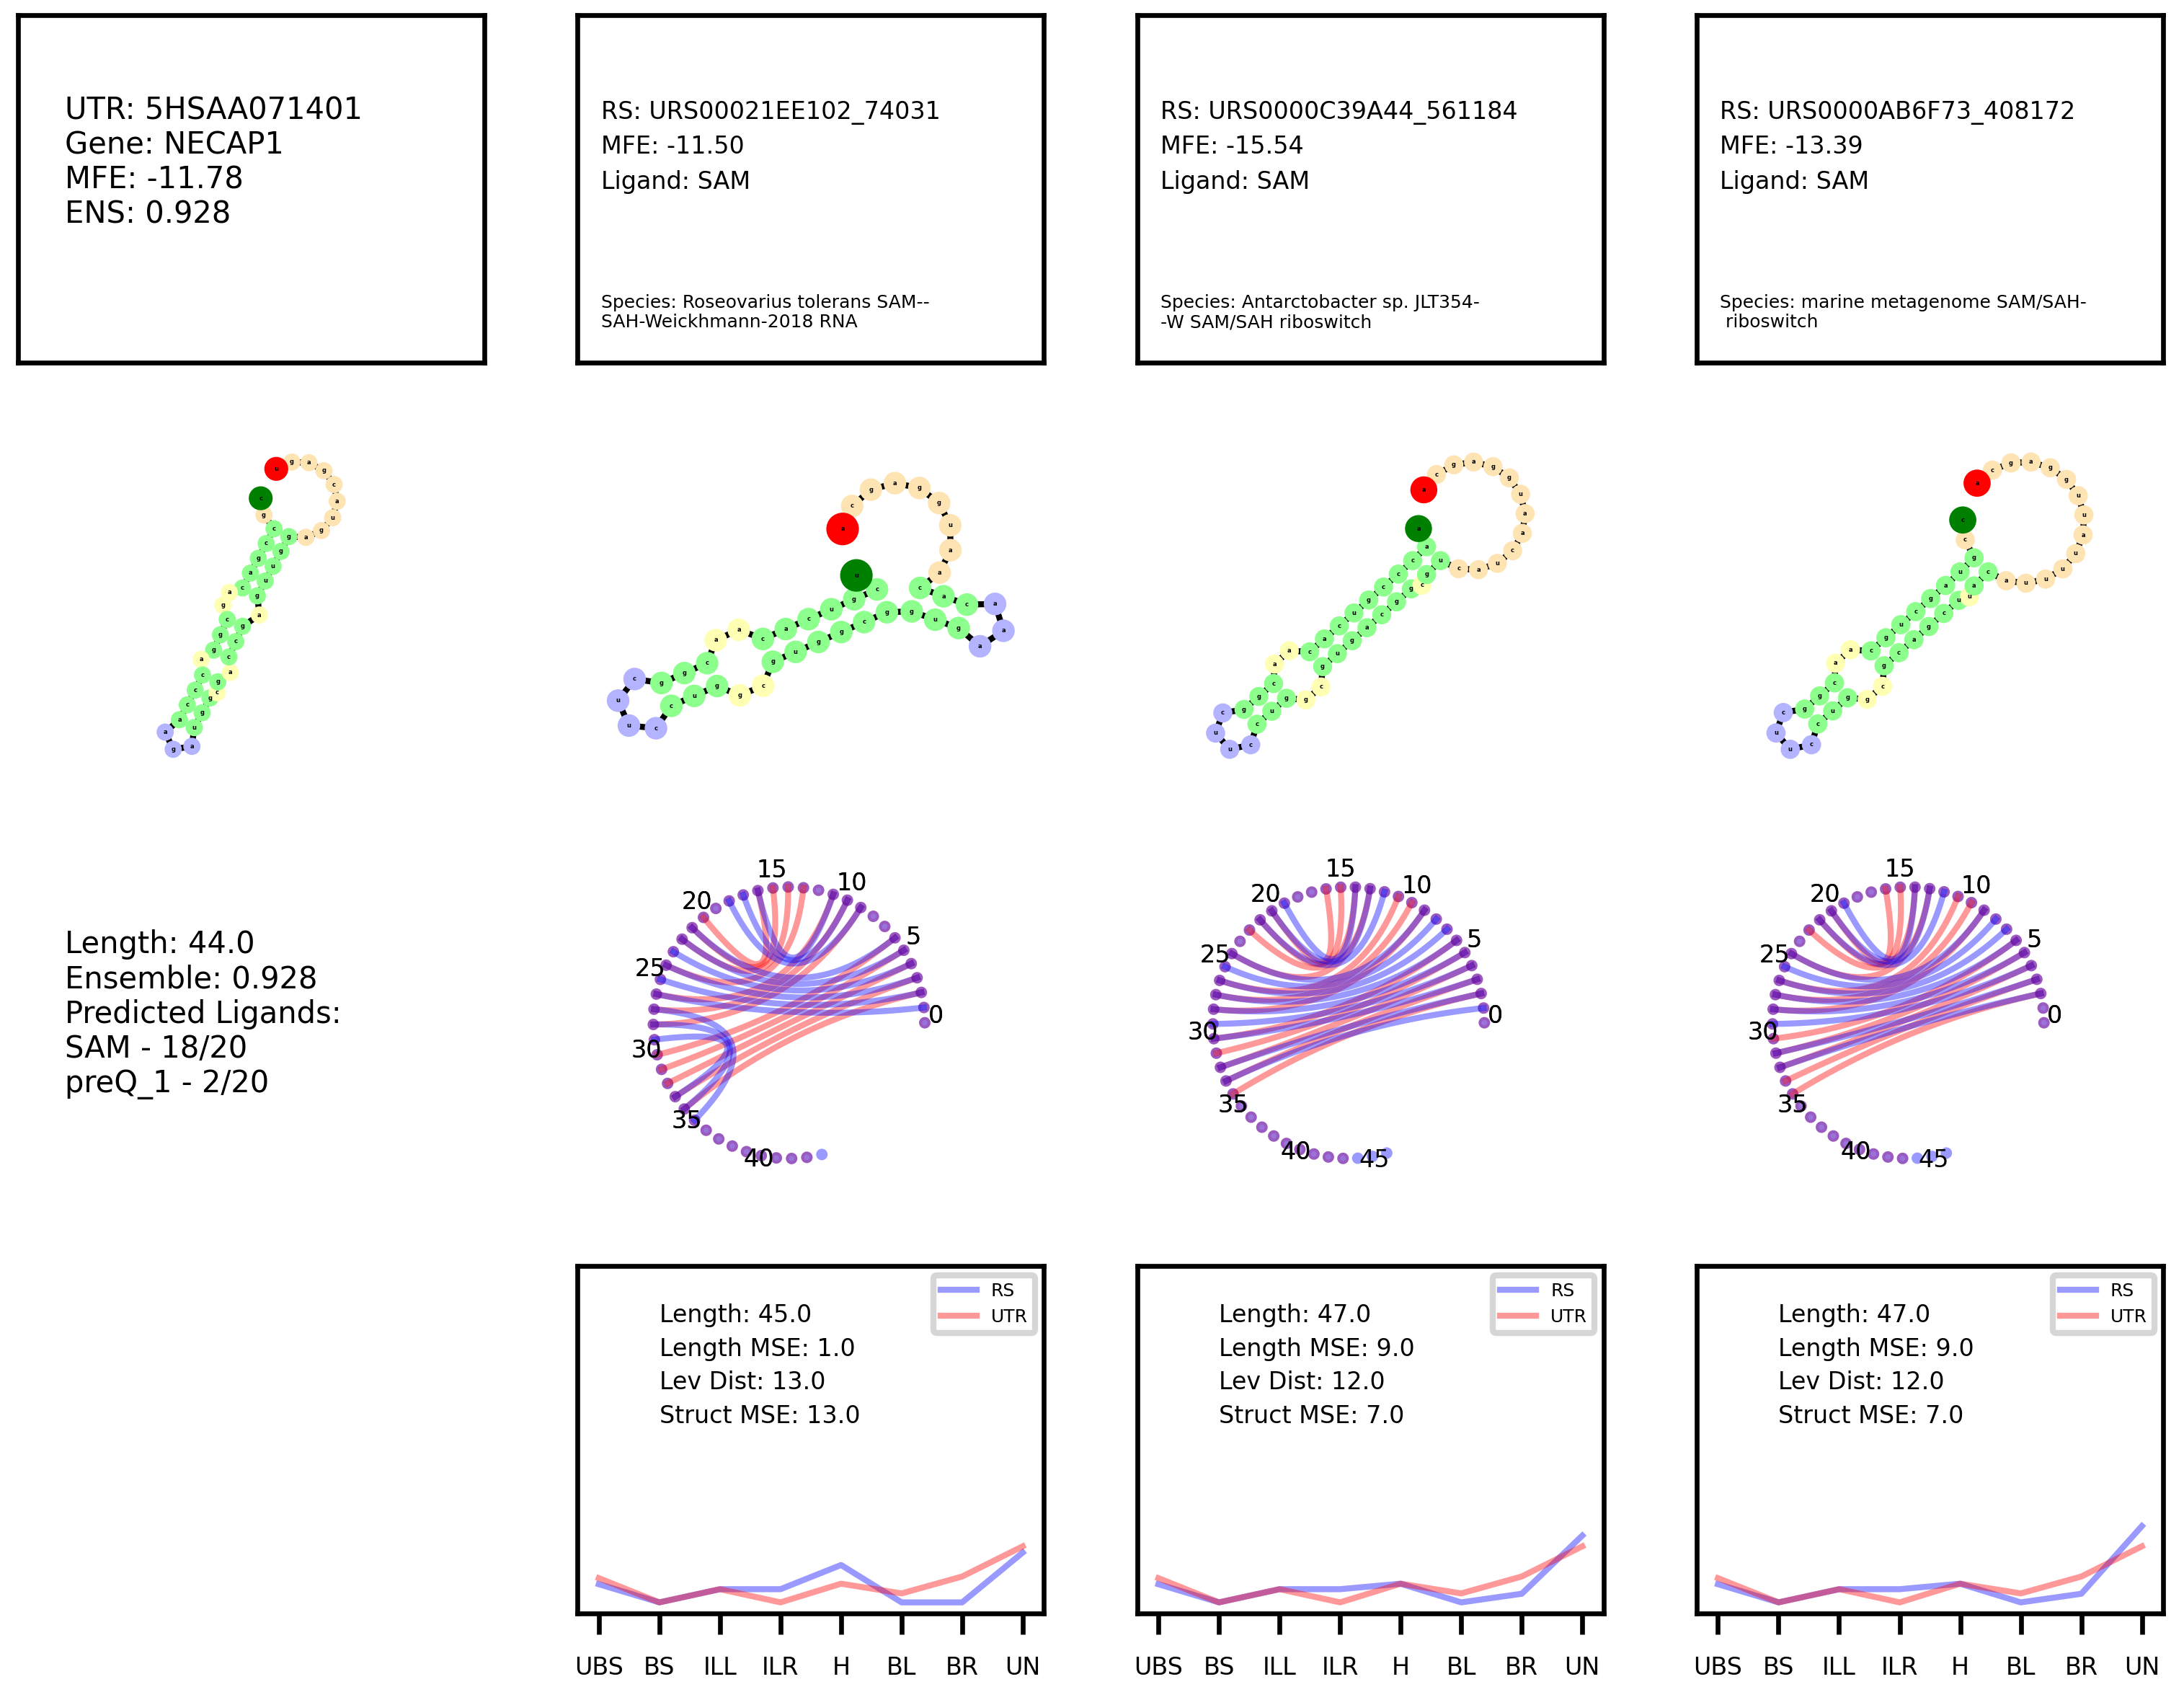 UTR: 5HSAA071401
Gene: NECAP1
MFE: -11.78
ENS: 0.928
RS: URS00021EE102_74031
MFE: -11.50
Ligand: SAM
Species: Roseovarius tolerans SAM--
SAH-Weickhmann-2018 RNA
RS: URS0000C39A44_561184
MFE: -15.54
Ligand: SAM
Species: Antarctobacter sp. JLT354-
-W SAM/SAH riboswitch
RS: URS0000AB6F73_408172
MFE: -13.39
Ligand: SAM
Species: marine metagenome SAM/SAH-
riboswitch
Length: 44.0
Ensemble: 0.928
Predicted Ligands:
SAM - 18/20
preQ_1 - 2/20
0
5
10
15
20
25
30
35
40
0
5
10
15
20
25
30
35
40
45
0
5
10
15
20
25
30
35
40
45
RS
UTR
Length: 45.0
Length MSE: 1.0
Lev Dist: 13.0
Struct MSE: 13.0
UBS BS ILL ILR H BL BR UN
RS
UTR
Length: 47.0
Length MSE: 9.0
Lev Dist: 12.0
Struct MSE: 7.0
UBS BS ILL ILR H BL BR UN
RS
UTR
Length: 47.0
Length MSE: 9.0
Lev Dist: 12.0
Struct MSE: 7.0
UBS BS ILL ILR H BL BR UN